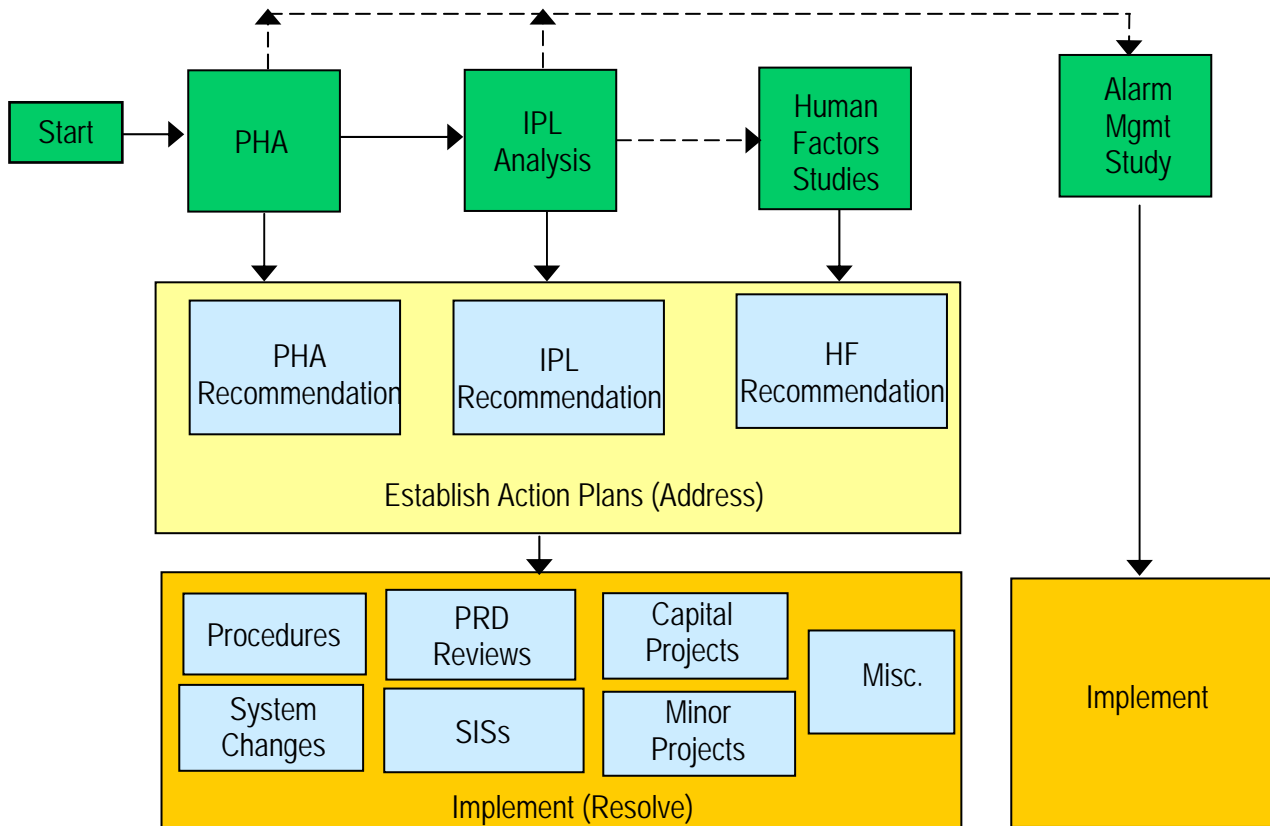 Start
PHA
IPL
Analysis
Human
Factors
Studies
Alarm
Mgmt
Study
PHA
Recommendation
IPL
Recommendation
HF
Recommendation
Establish Action Plans (Address)
Procedures
PRD
Reviews
Capital
Projects
Misc.
System
Changes
SISs
Minor
Projects
Implement (Resolve)
Implement